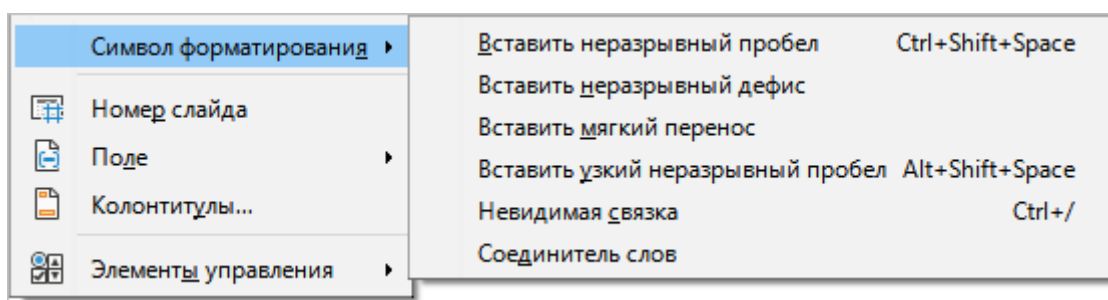 Символ форматирования
Номер слайда
Поле
Колонтитулы...
Элементы управления
Вставить неразрывный пробел Ctrl+Shift+Space
Вставить неразрывный дефис
Вставить мягкий перенос
Вставить узкий неразрывный пробел Alt+Shift+Space
Невидимая связка Ctrl+/
Соединитель слов